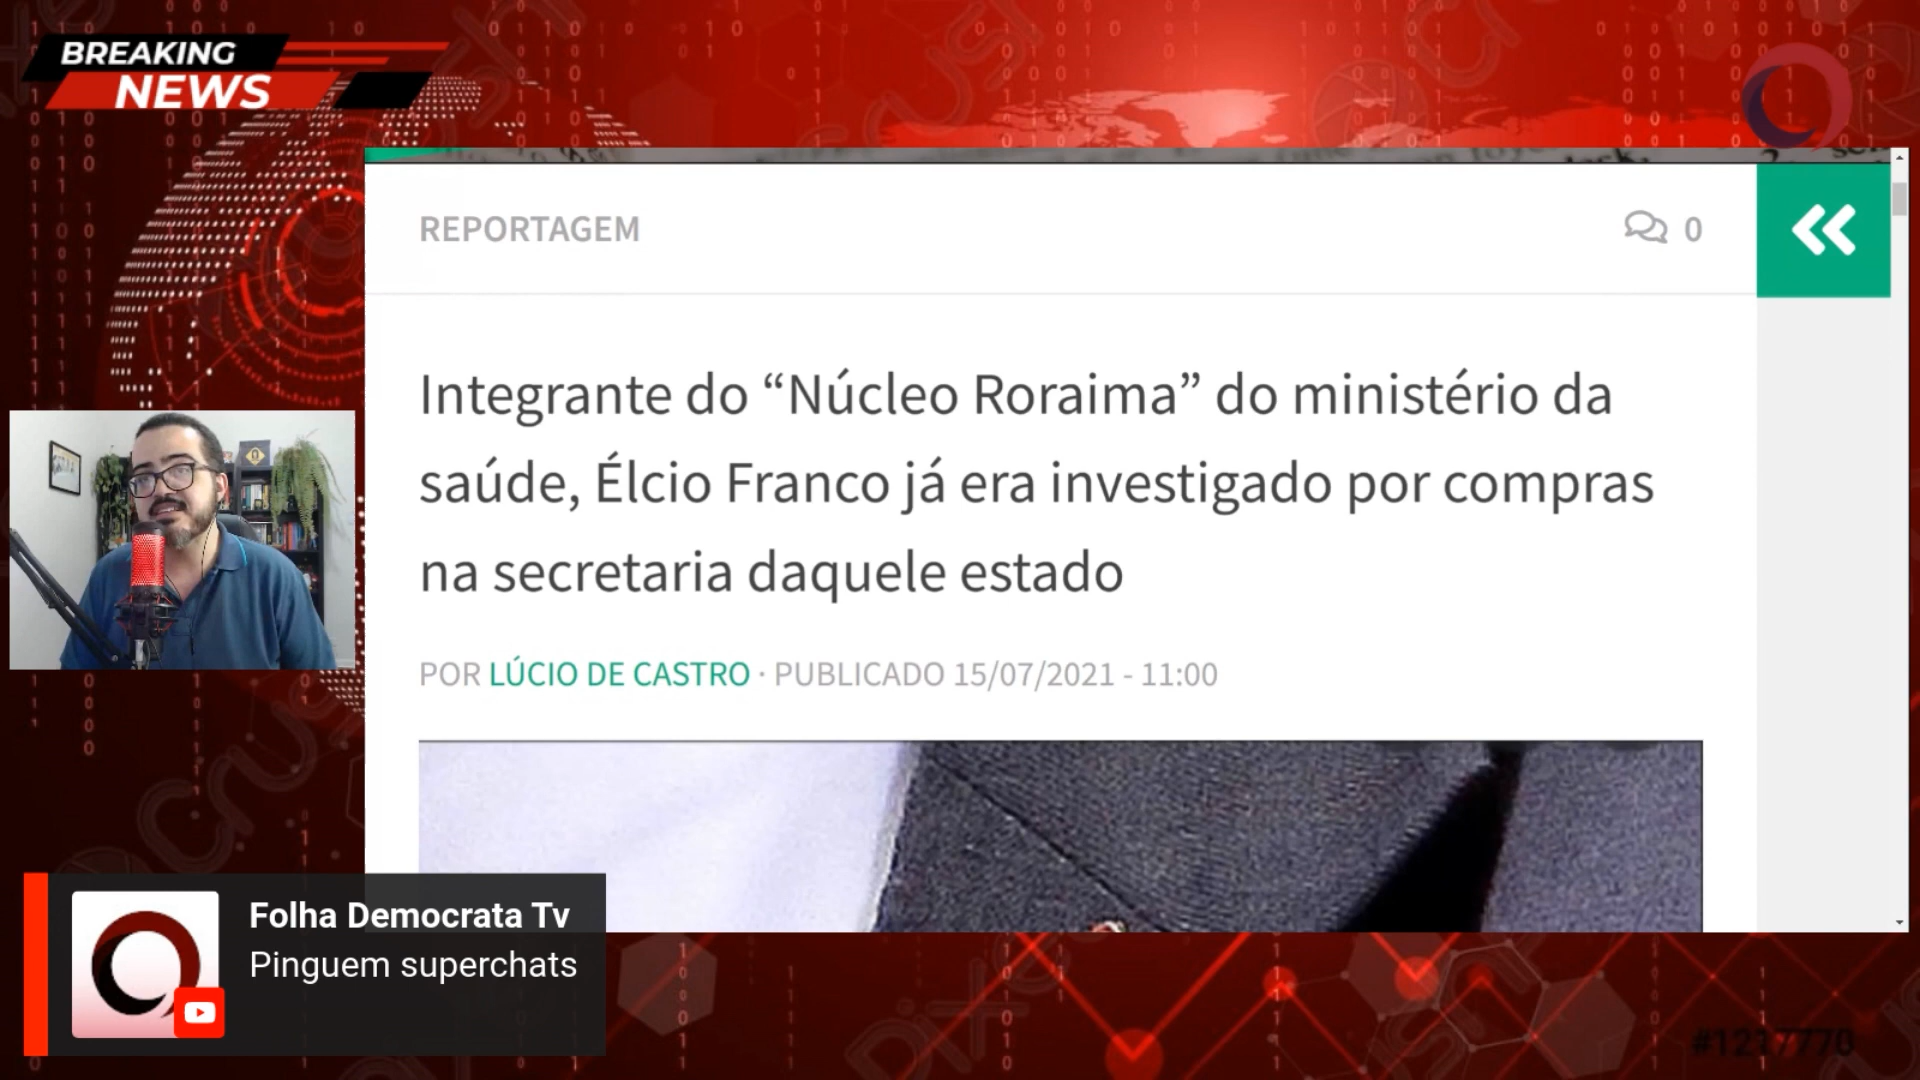 BREAKING
NEWS
REPORTAGEM
0
Integrante do “Núcleo Roraima” do ministério da
saúde, Élcio Franco já era investigado por compras
na secretaria daquele estado
POR LÚCIO DE CASTRO · PUBLICADO 15/07/2021 - 11:00
Folha Democrata Tv
Pinguem superchats